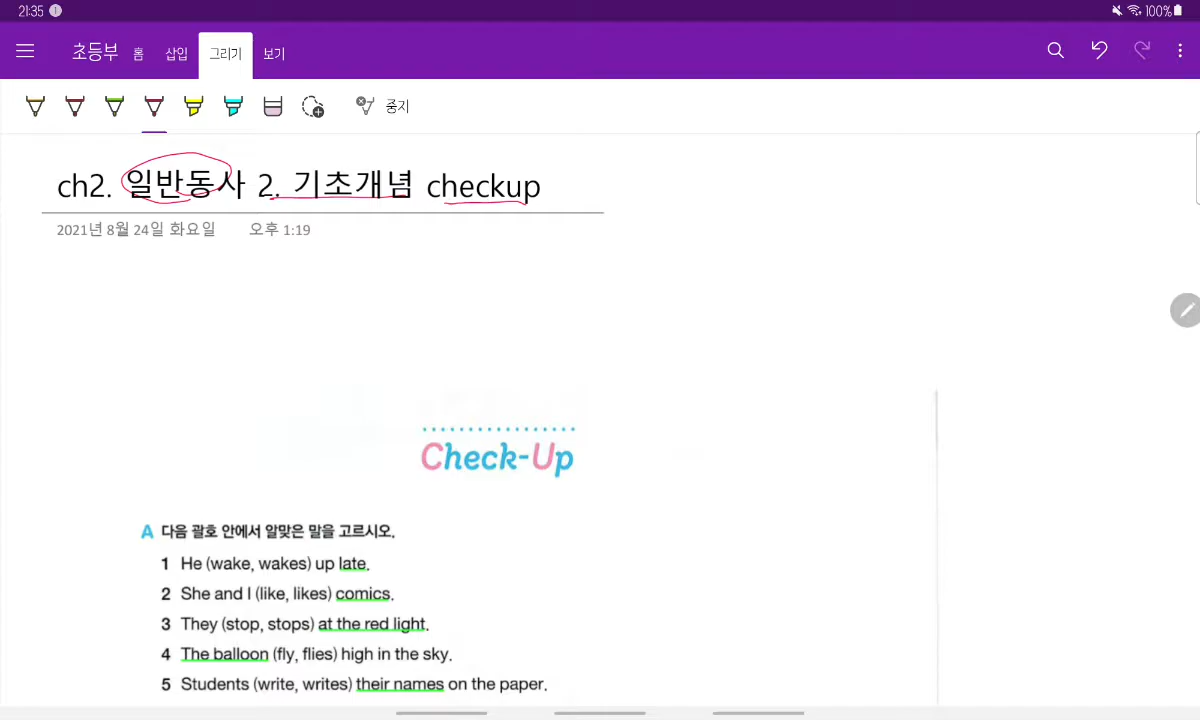 21:35 100%
초등부 홈 삽입 그리기 보기
중지
ch2. 일반동사 2. 기초개념 checkup
2021년 8월 24일 화요일 오후 1:19
Check-Up
A 다음 괄호 안에서 알맞은 말을 고르시오.
1 He (wake, wakes) up late.
2 She and I (like, likes) comics.
3 They (stop, stops) at the red light.
4 The balloon (fly, flies) high in the sky.
5 Students (write, writes) their names on the paper.